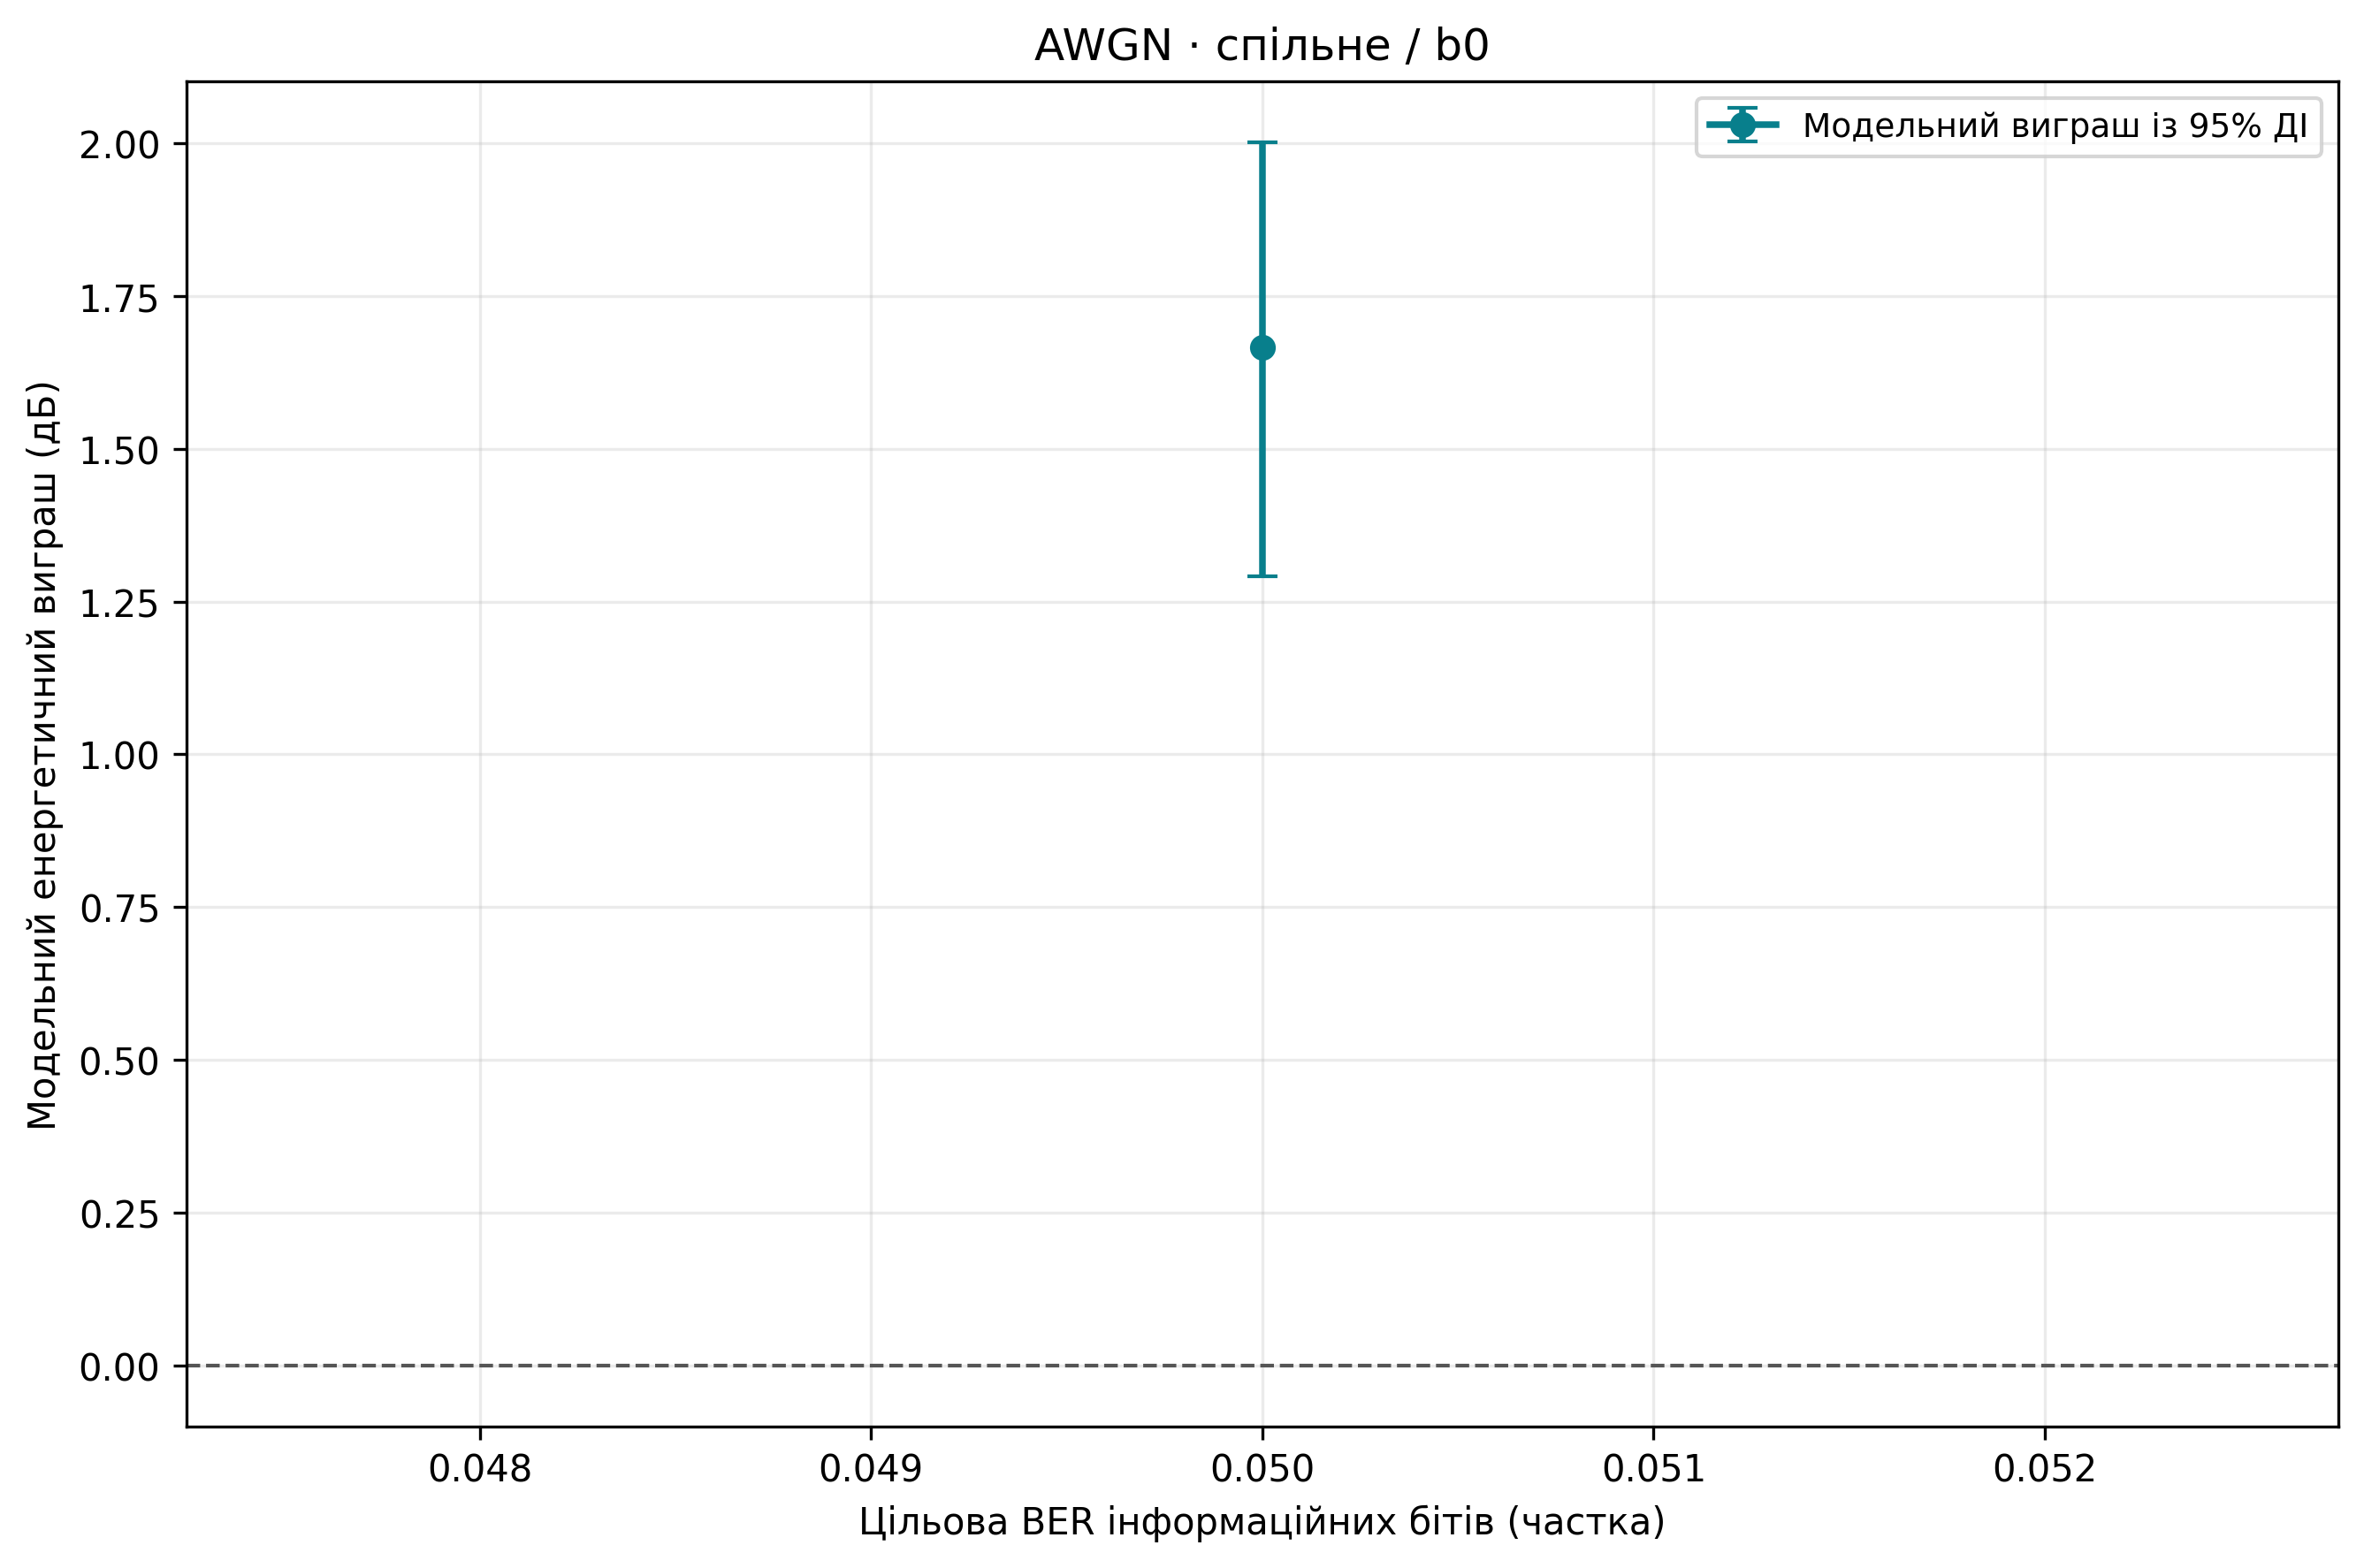 AWGN · спільне / b0
Модельний виграш із 95% ДІ
Модельний енергетичний виграш (дБ)
2.00
1.75
1.50
1.25
1.00
0.75
0.50
0.25
0.00
0.048 0.049 0.050 0.051 0.052
Цільова BER інформаційних бітів (частка)